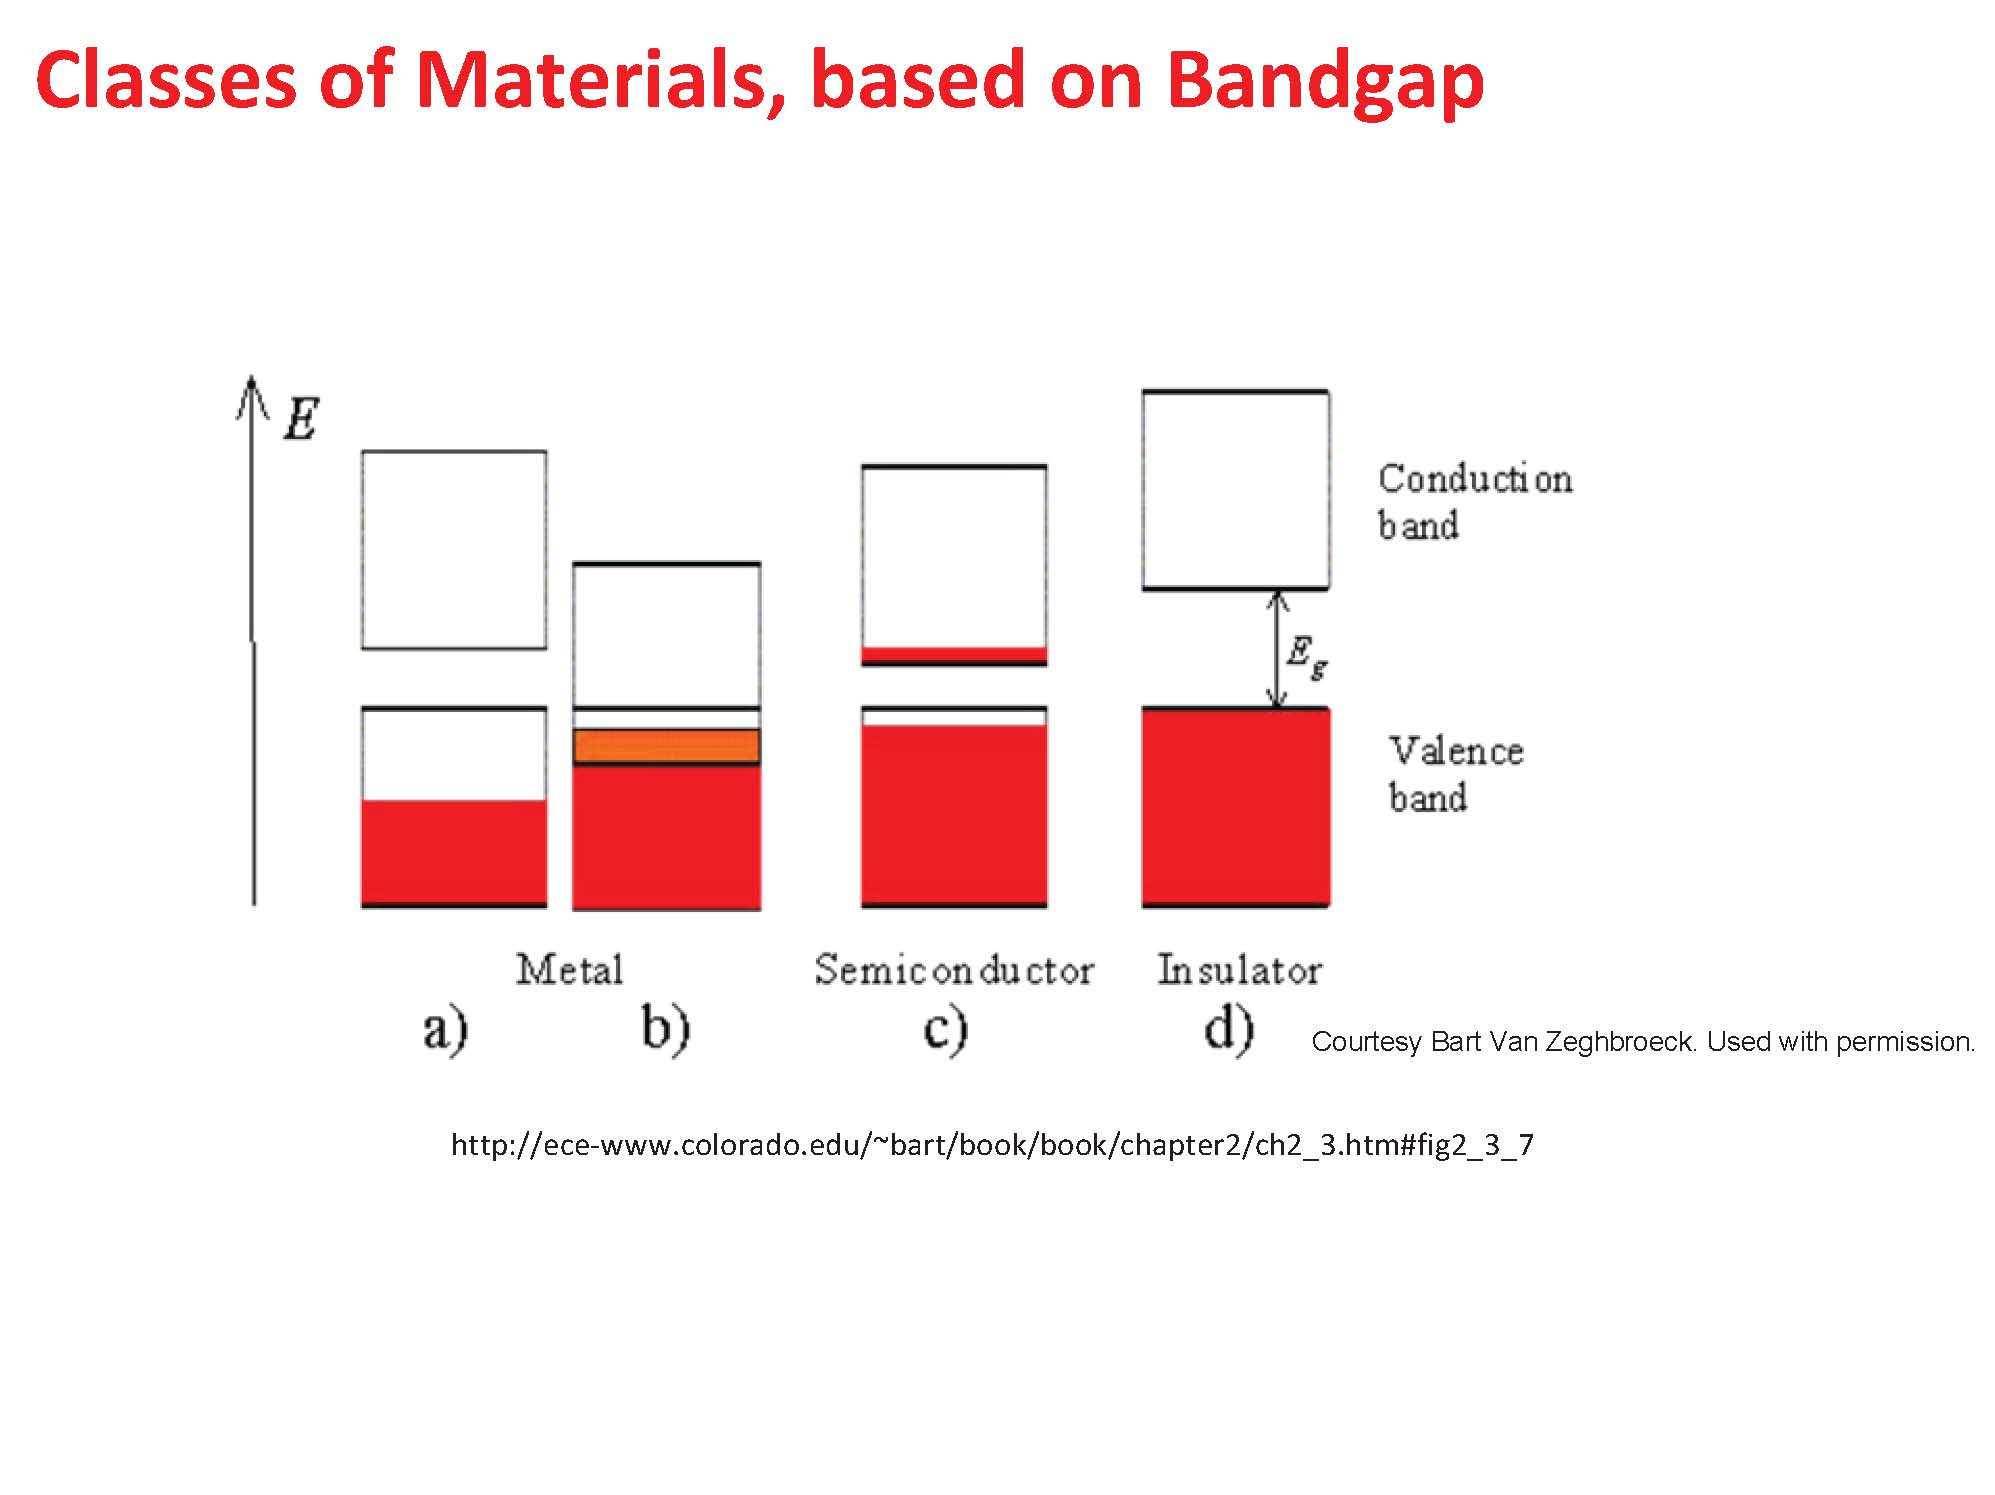 Classes of Materials, based on Bandgap
E
Conduction
band
Eg
Valence
band
Metal
Semiconductor
Insulator
a)
b)
c)
d)
Courtesy Bart Van Zeghbroeck. Used with permission.
http://ece-www.colorado.edu/~bart/book/book/chapter2/ch2_3.htm#fig2_3_7